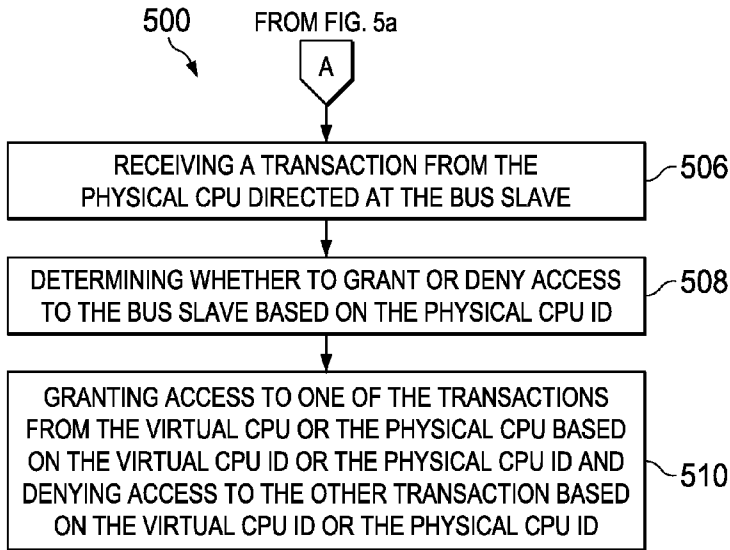 500
FROM FIG. 5a
A
RECEIVING A TRANSACTION FROM THE
PHYSICAL CPU DIRECTED AT THE BUS SLAVE
506
DETERMINING WHETHER TO GRANT OR DENY ACCESS
TO THE BUS SLAVE BASED ON THE PHYSICAL CPU ID
508
GRANTING ACCESS TO ONE OF THE TRANSACTIONS
FROM THE VIRTUAL CPU OR THE PHYSICAL CPU BASED
ON THE VIRTUAL CPU ID OR THE PHYSICAL CPU ID AND
DENYING ACCESS TO THE OTHER TRANSACTION BASED
ON THE VIRTUAL CPU ID OR THE PHYSICAL CPU ID
510